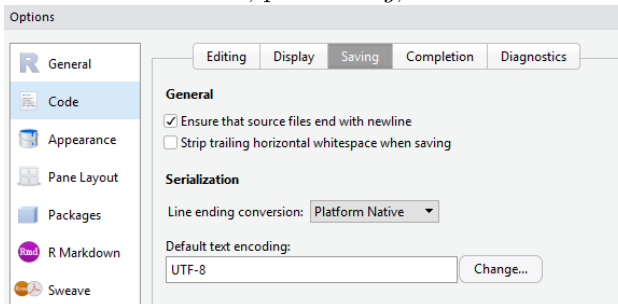 Options
General
Code
Appearance
Pane Layout
Packages
Rmd R Markdown
Sweave
Editing Display Saving Completion Diagnostics
General
Ensure that source files end with newline
Strip trailing horizontal whitespace when saving
Serialization
Line ending conversion: Platform Native
Default text encoding:
UTF-8 Change...